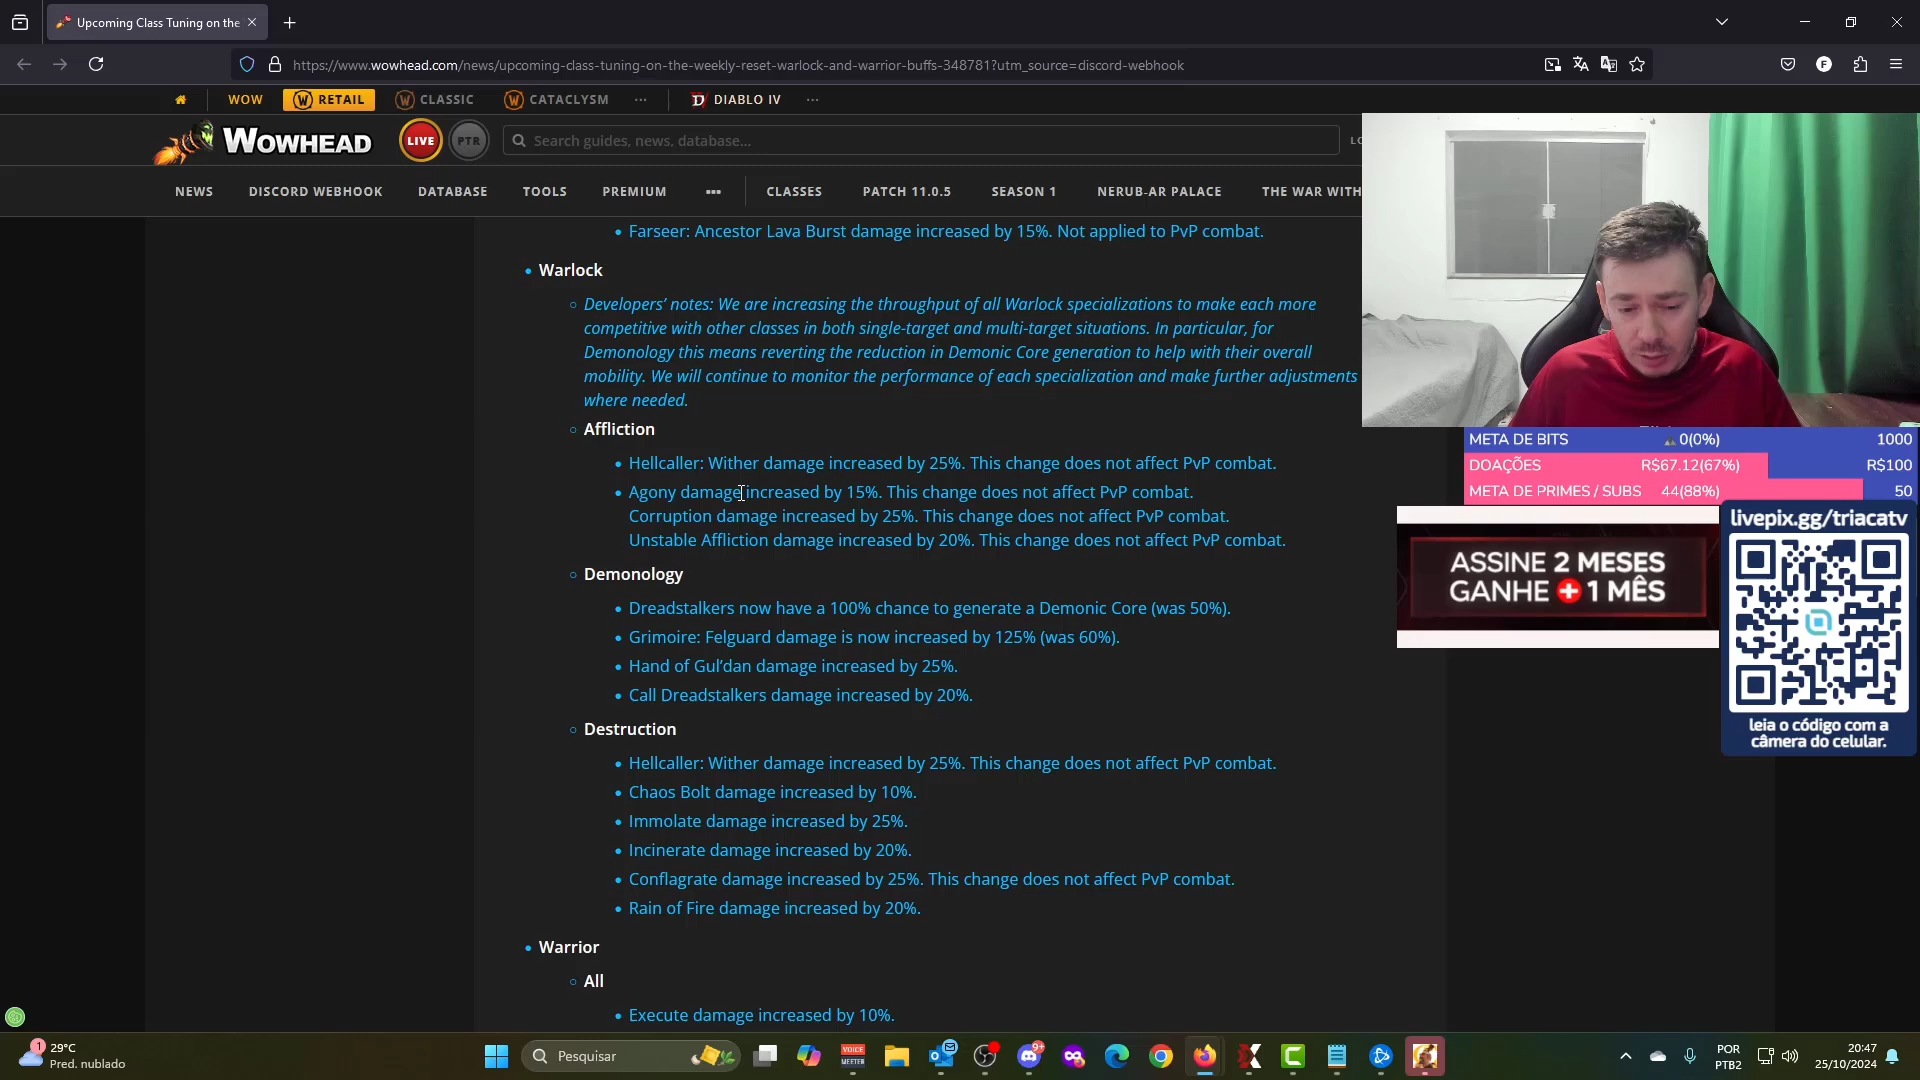 Upcoming Class Tuning on the
https://www.wowhead.com/news/upcoming-class-tuning-on-the-weekly-reset-warlock-and-warrior-buffs-348781?utm_source=discord-webhook
WOW RETAIL CLASSIC CATACLYSM ... DIABLO IV ...
WOWHEAD LIVE PTR Search guides, news, database... LO
NEWS DISCORD WEBHOOK DATABASE TOOLS PREMIUM ... CLASSES PATCH 11.0.5 SEASON 1 NERUB-AR PALACE THE WAR WITH
Farseer: Ancestor Lava Burst damage increased by 15%. Not applied to PvP combat.
Warlock
Developers’ notes: We are increasing the throughput of all Warlock specializations to make each more
competitive with other classes in both single-target and multi-target situations. In particular, for
Demonology this means reverting the reduction in Demonic Core generation to help with their overall
mobility. We will continue to monitor the performance of each specialization and make further adjustments
where needed.
Affliction
Hellcaller: Wither damage increased by 25%. This change does not affect PvP combat.
Agony damage increased by 15%. This change does not affect PvP combat.
Corruption damage increased by 25%. This change does not affect PvP combat.
Unstable Affliction damage increased by 20%. This change does not affect PvP combat.
Demonology
Dreadstalkers now have a 100% chance to generate a Demonic Core (was 50%).
Grimoire: Felguard damage is now increased by 125% (was 60%).
Hand of Gul’dan damage increased by 25%.
Call Dreadstalkers damage increased by 20%.
Destruction
Hellcaller: Wither damage increased by 25%. This change does not affect PvP combat.
Chaos Bolt damage increased by 10%.
Immolate damage increased by 25%.
Incinerate damage increased by 20%.
Conflagrate damage increased by 25%. This change does not affect PvP combat.
Rain of Fire damage increased by 20%.
Warrior
All
Execute damage increased by 10%.
META DE BITS 0(0%) 1000
DOAÇÕES R$67.12(67%) R$100
META DE PRIMES / SUBS 44(88%) 50
ASSINE 2 MESES
GANHE + 1 MÊS
livepix.gg/triacatv
leia o código com a
câmera do celular.
1
29°C
Pred. nublado
Pesquisar
VOICE
MEETER
9+
POR
PTB2
20:47
25/10/2024